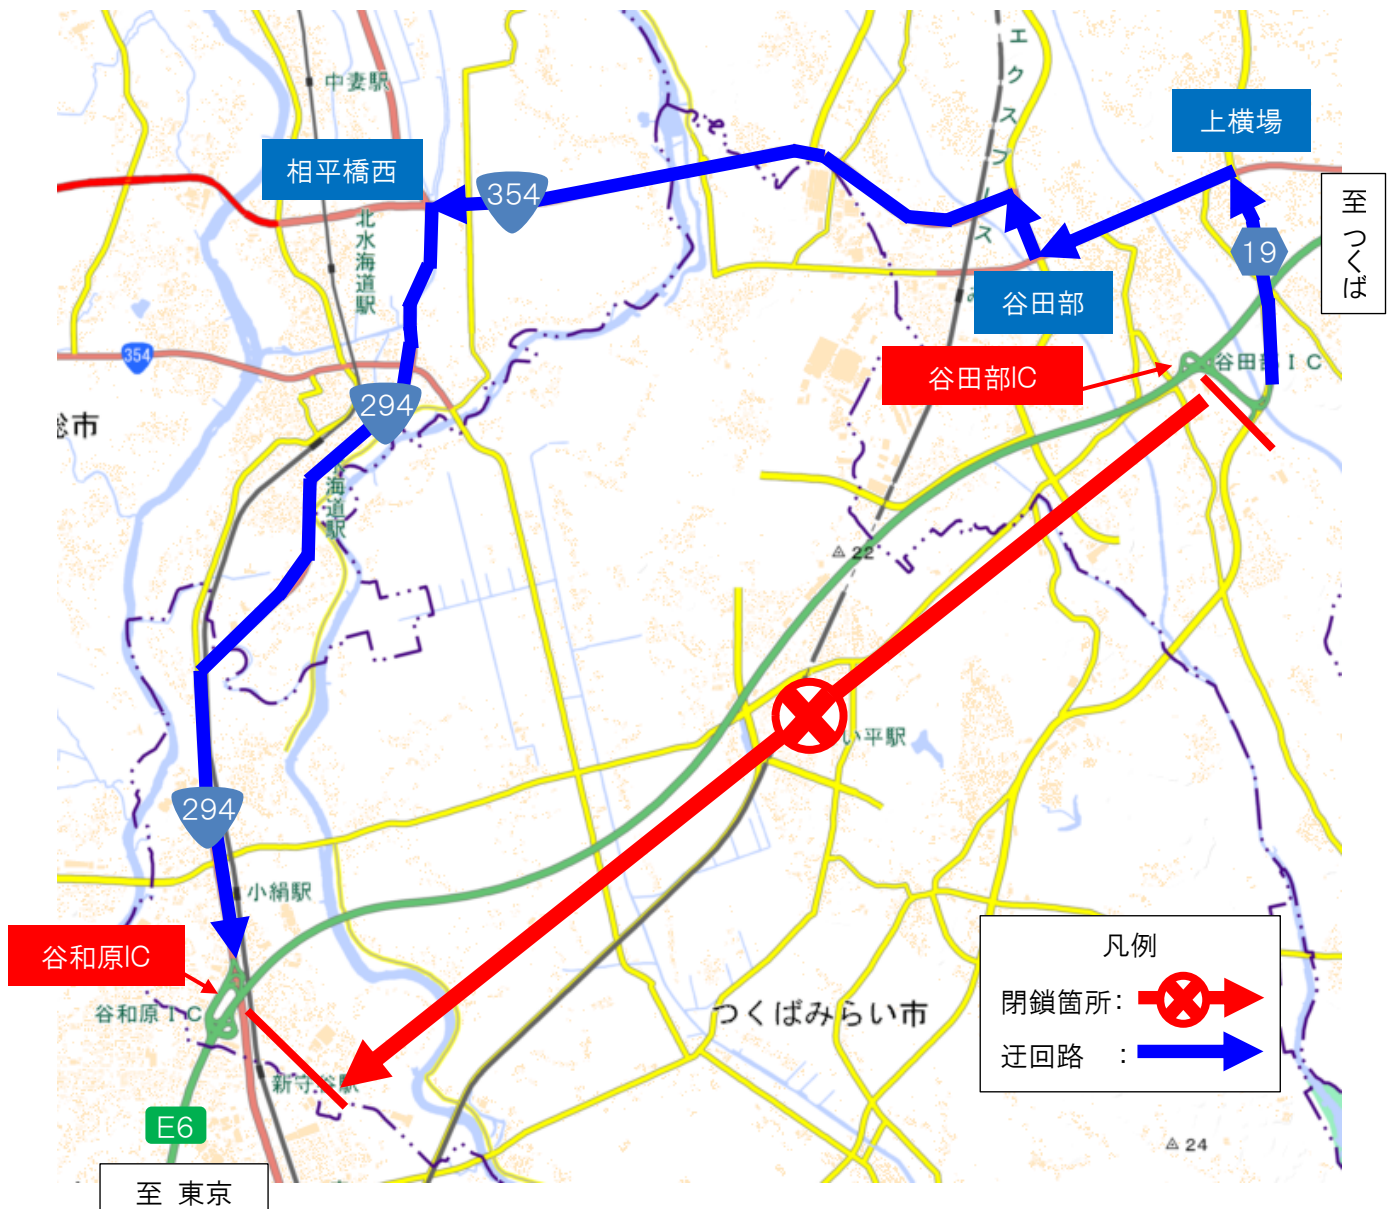 エクスプレス
中妻駅
上横場
相平橋西
至 つくば
354
北水海道駅
19
み
谷田部
354
谷田部IC
谷田部IC
294
総市
海道駅
22
い平駅
294
小絹駅
谷和原IC
谷和原IC
つくばみらい市
新守谷駅
E6
24
至 東京
凡例
閉鎖箇所:
迂回路 :